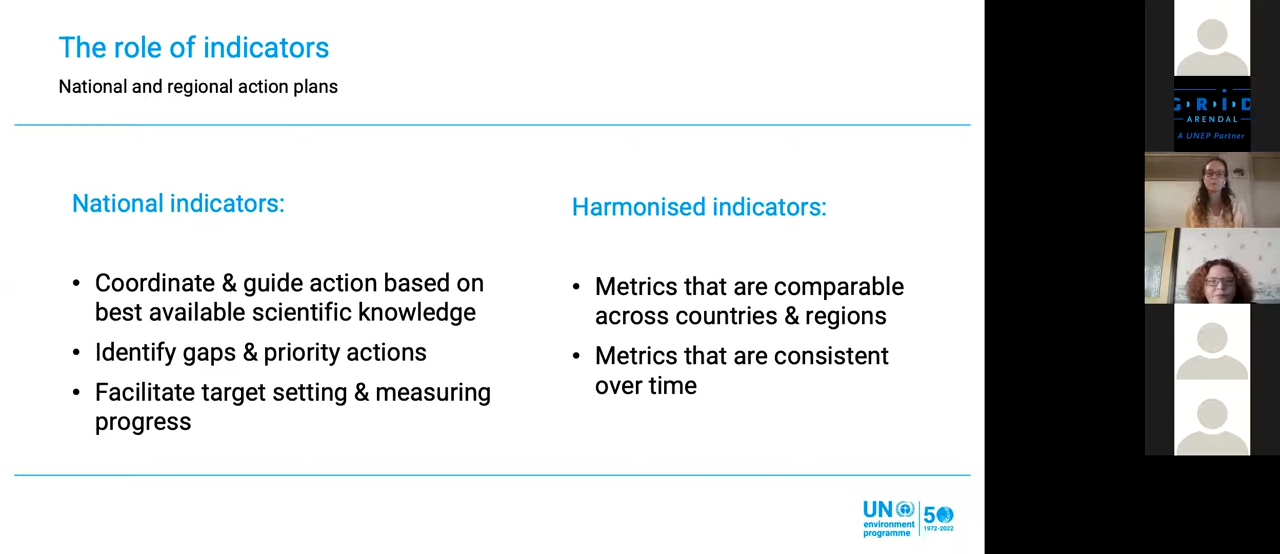 The role of indicators
National and regional action plans
National indicators:
• Coordinate & guide action based on
best available scientific knowledge
• Identify gaps & priority actions
• Facilitate target setting & measuring
progress
Harmonised indicators:
• Metrics that are comparable
across countries & regions
• Metrics that are consistent
over time
UN
environment
programme
50
1972-2022
G·R·I·D
ARENDAL
A UNEP Partner